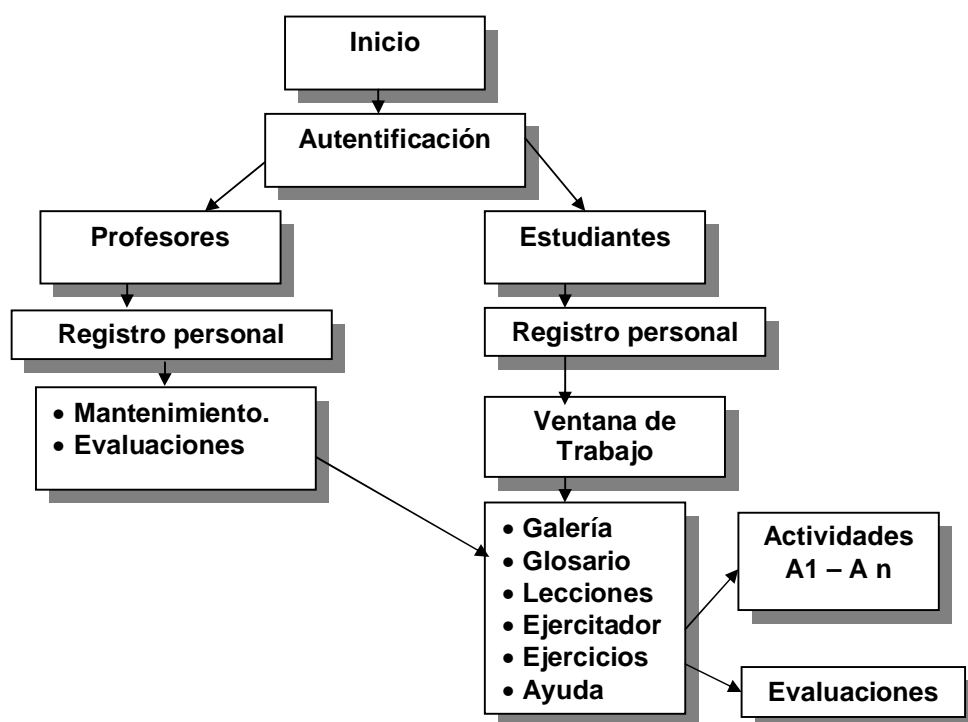 Inicio
Autentificación
Profesores
Estudiantes
Registro personal
Registro personal
• Mantenimiento.
• Evaluaciones
Ventana de
Trabajo
• Galería
• Glosario
• Lecciones
• Ejercitador
• Ejercicios
• Ayuda
Actividades
A1 – A n
Evaluaciones